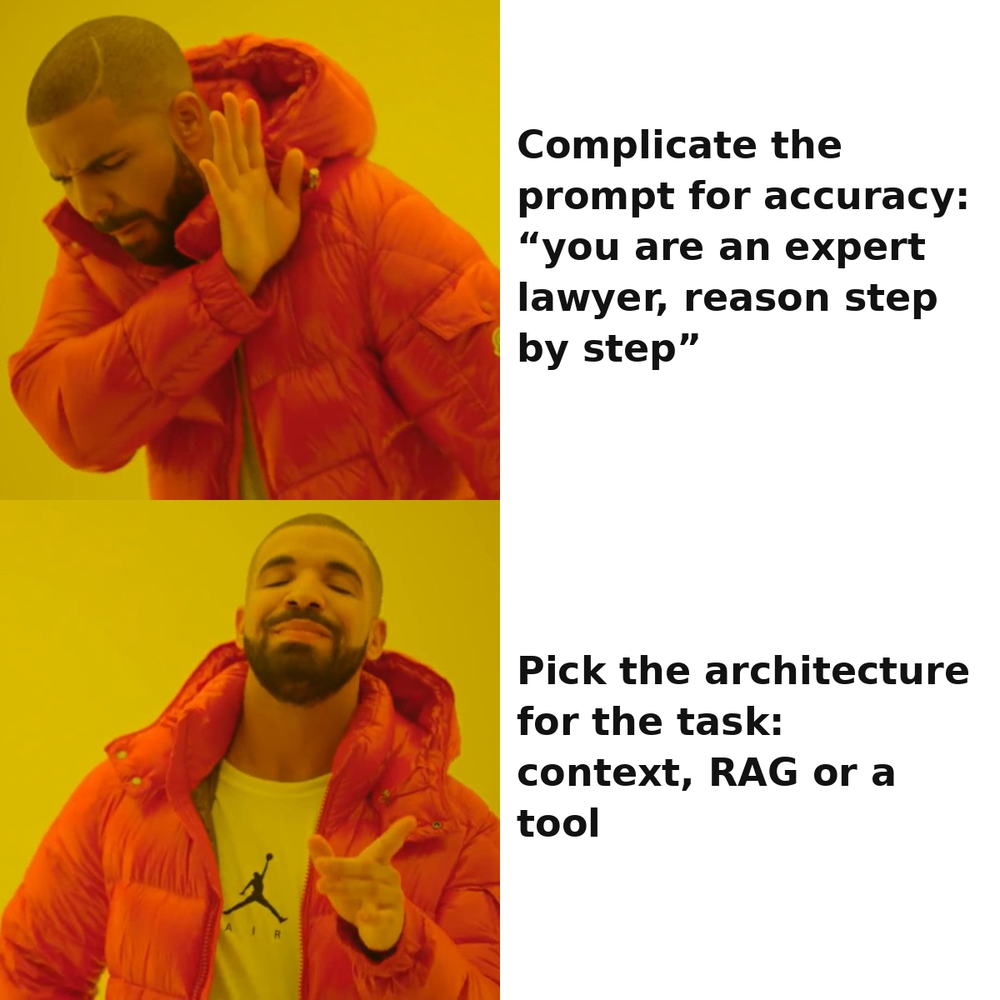 Complicate the
prompt for accuracy:
“you are an expert
lawyer, reason step
by step”
Pick the architecture
for the task:
context, RAG or a
tool
AIR